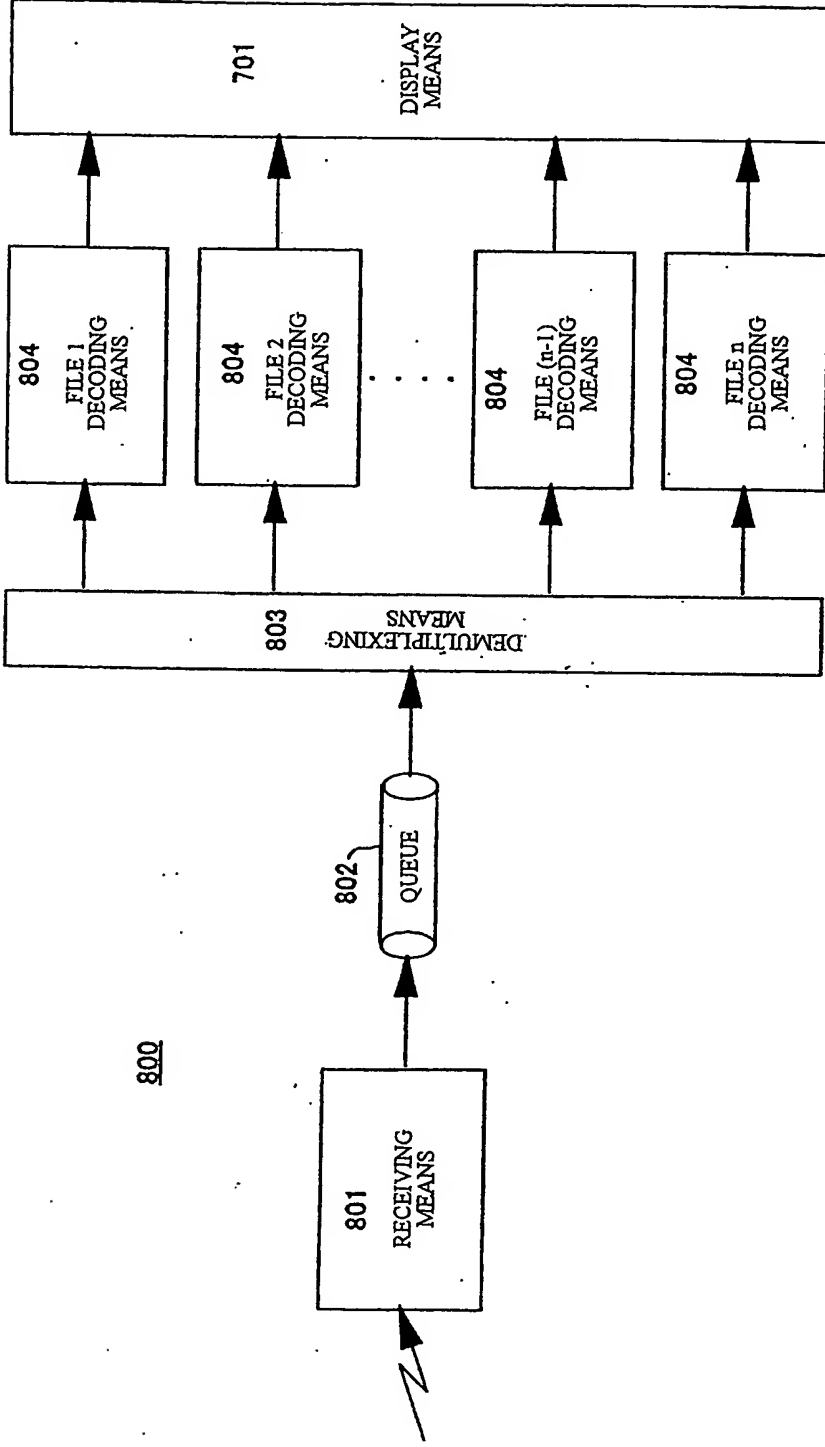 800
801
RECEIVING
MEANS
802
QUEUE
803
DEMULTIPLEXING
MEANS
804
FILE 1
DECODING
MEANS
804
FILE 2
DECODING
MEANS
. . . . .
804
FILE (n-1)
DECODING
MEANS
804
FILE n
DECODING
MEANS
701
DISPLAY
MEANS